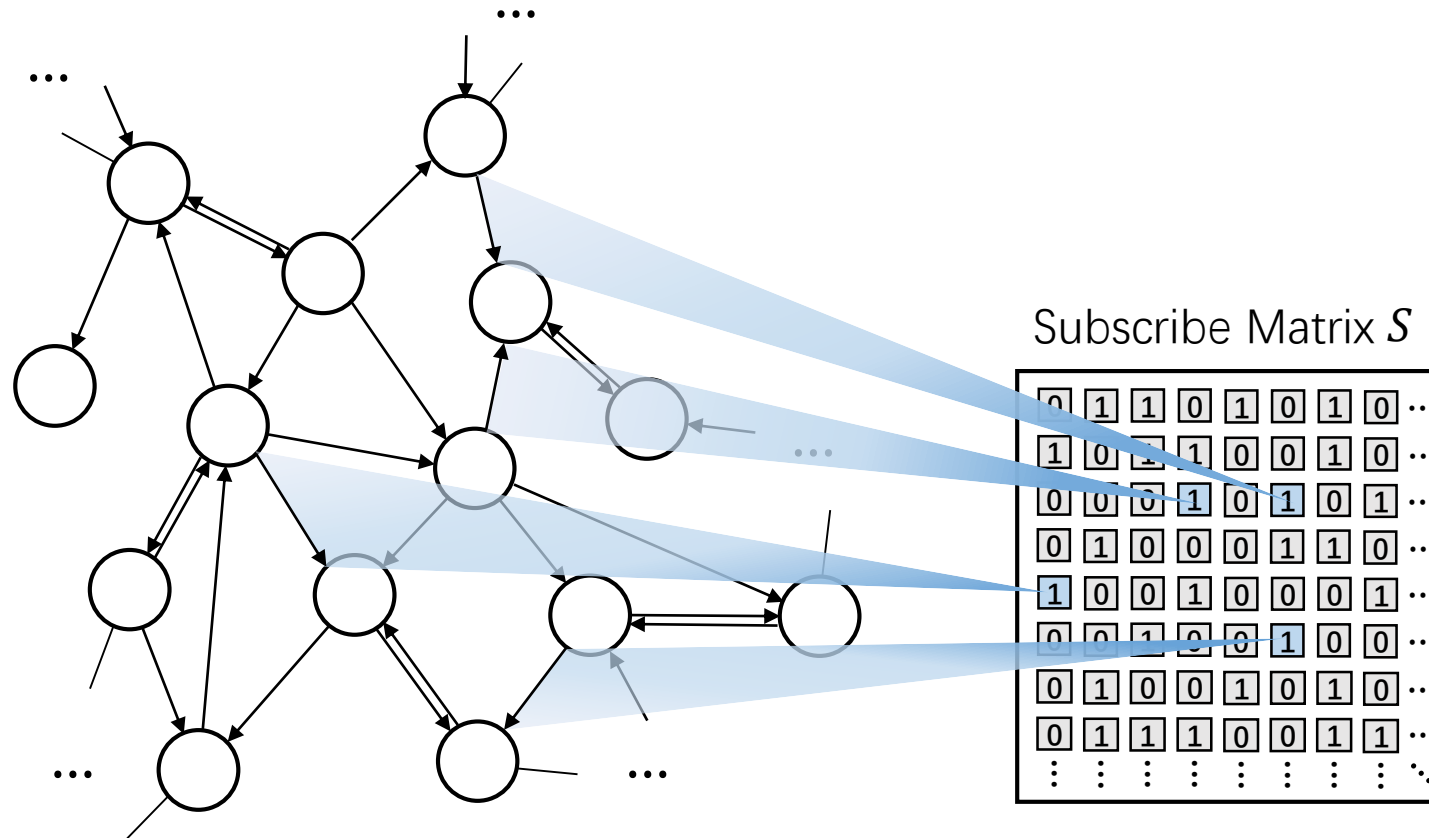 ...
...
Subscribe Matrix S
0 1 1 0 1 0 1 0 ...
1 0 1 1 0 0 1 0 ...
0 0 0 1 0 1 0 1 ...
0 1 0 0 0 1 1 0 ...
1 0 0 1 0 0 0 1 ...
0 0 1 0 0 1 0 0 ...
0 1 0 0 1 0 1 0 ...
0 1 1 1 0 0 1 1 ...
⋮ ⋮ ⋮ ⋮ ⋮ ⋮ ⋮ ⋮ ⋱
...
...
...